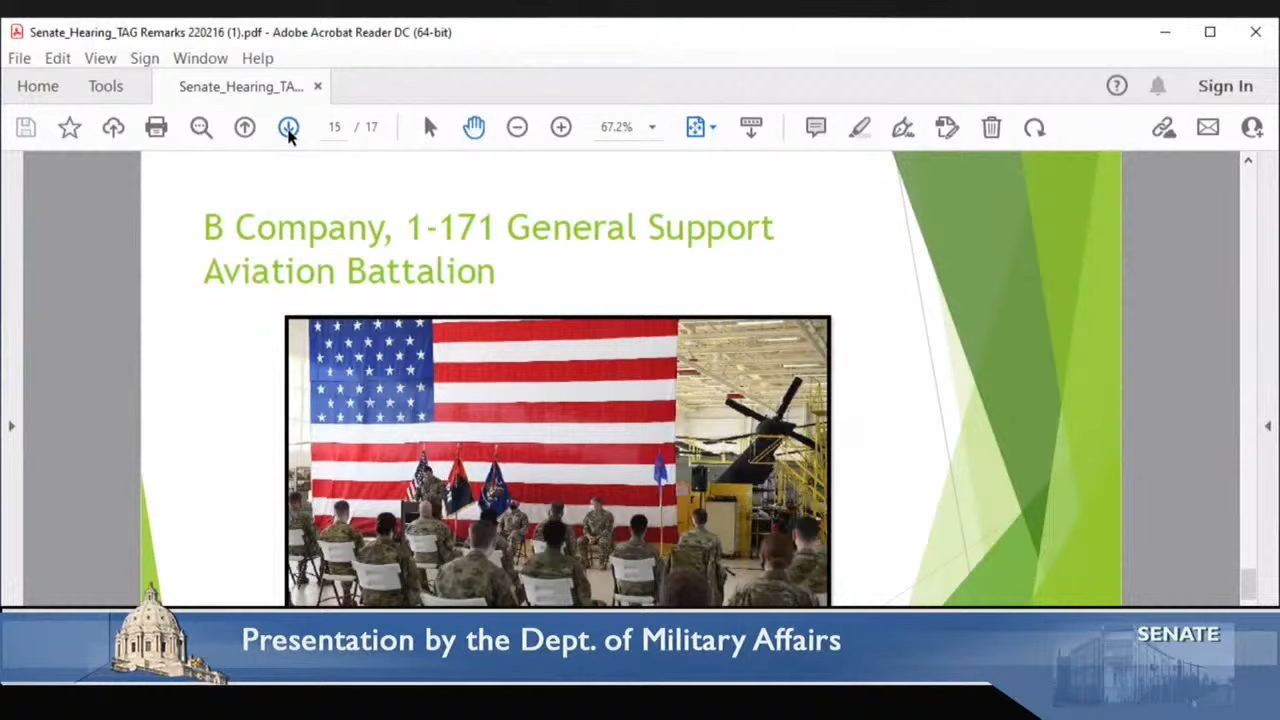 Senate_Hearing_TAG Remarks 220216 (1).pdf - Adobe Acrobat Reader DC (64-bit)
File Edit View Sign Window Help
Home Tools Senate_Hearing_TA... Sign In
15 / 17 67.2%
B Company, 1-171 General Support
Aviation Battalion
Presentation by the Dept. of Military Affairs
SENATE